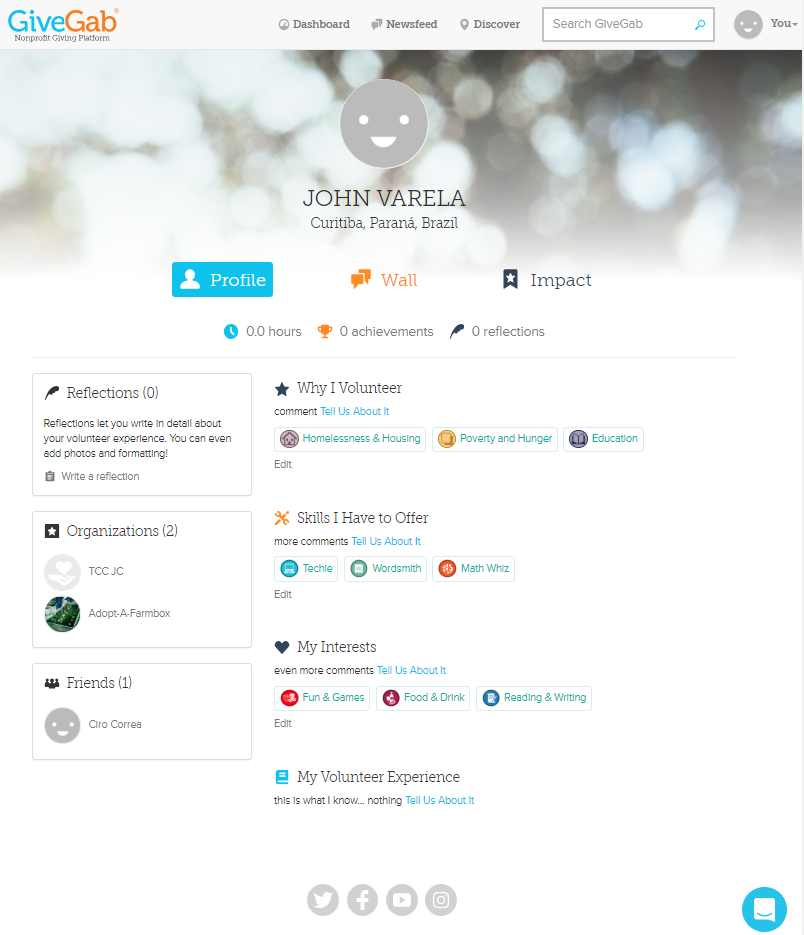 GiveGab®
Nonprofit Giving Platform
Dashboard
Newsfeed
Discover
Search GiveGab
You
JOHN VARELA
Curitiba, Paraná, Brazil
Profile
Wall
Impact
0.0 hours
0 achievements
0 reflections
Reflections (0)
Reflections let you write in detail about
your volunteer experience. You can even
add photos and formatting!
Write a reflection
Organizations (2)
TCC JC
Adopt-A-Farmbox
Friends (1)
Ciro Correa
Why I Volunteer
comment Tell Us About It
Homelessness & Housing
Poverty and Hunger
Education
Edit
Skills I Have to Offer
more comments Tell Us About It
Techie
Wordsmith
Math Whiz
Edit
My Interests
even more comments Tell Us About It
Fun & Games
Food & Drink
Reading & Writing
Edit
My Volunteer Experience
this is what I know... nothing Tell Us About It